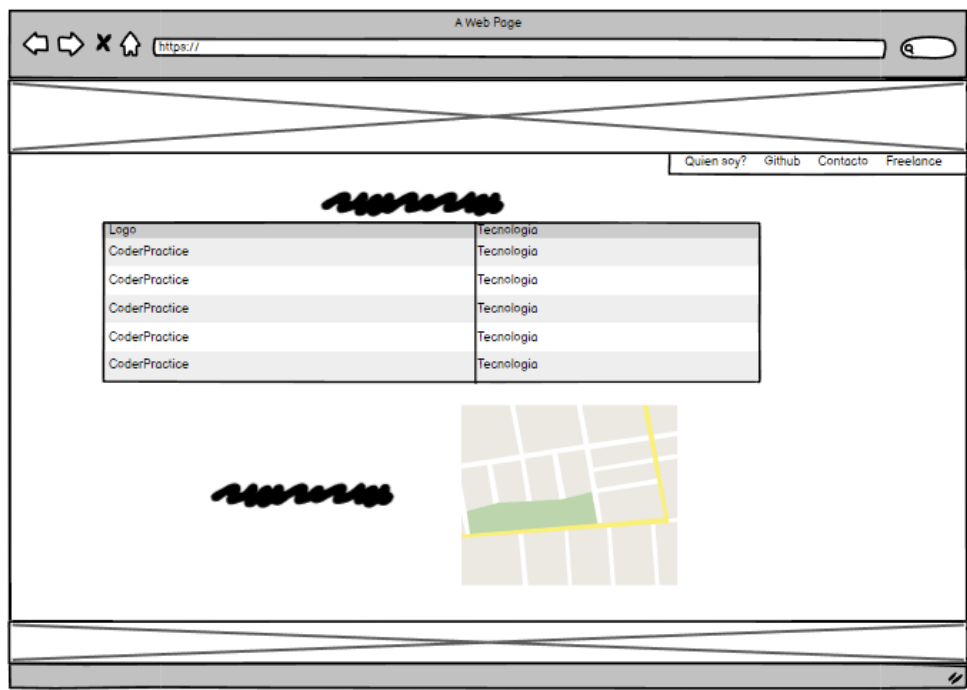 A Web Page
https://
Quien soy? Github Contacto Freelance
Logo Tecnologia
CoderPractice Tecnologia
CoderPractice Tecnologia
CoderPractice Tecnologia
CoderPractice Tecnologia
CoderPractice Tecnologia